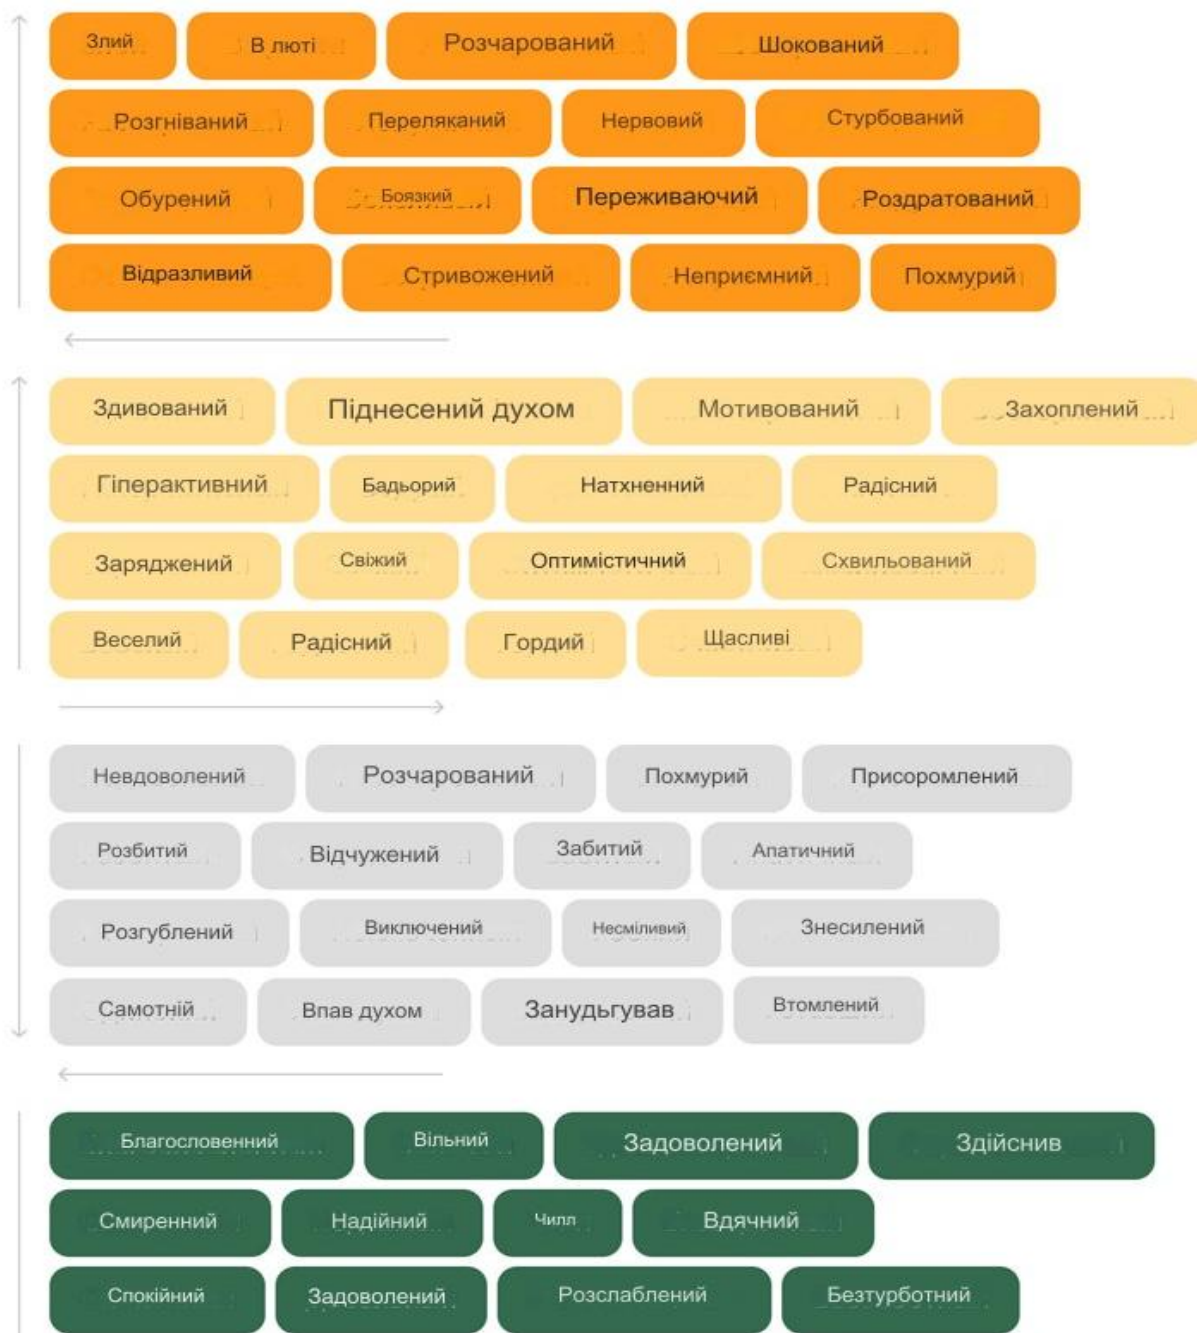 Злий В люті Розчарований Шокований
Розгніваний Переляканий Нервовий Стурбований
Обурений Боязкий Переживаючий Роздратований
Відразливий Стривожений Неприємний Похмурий
Здивований Піднесений духом Мотивований Захоплений
Гіперактивний Бадьорий Натхненний Радісний
Заряджений Свіжий Оптимістичний Схвильований
Веселий Радісний Гордий Щасливі
Невдоволений Розчарований Похмурий Присоромлений
Розбитий Відчужений Забитий Апатичний
Розгублений Виключений Несміливий Знесилений
Самотній Впав духом Занудьгував Втомлений
Благословенний Вільний Задоволений Здійснив
Смиренний Надійний Чилл Вдячний
Спокійний Задоволений Розслаблений Безтурботний